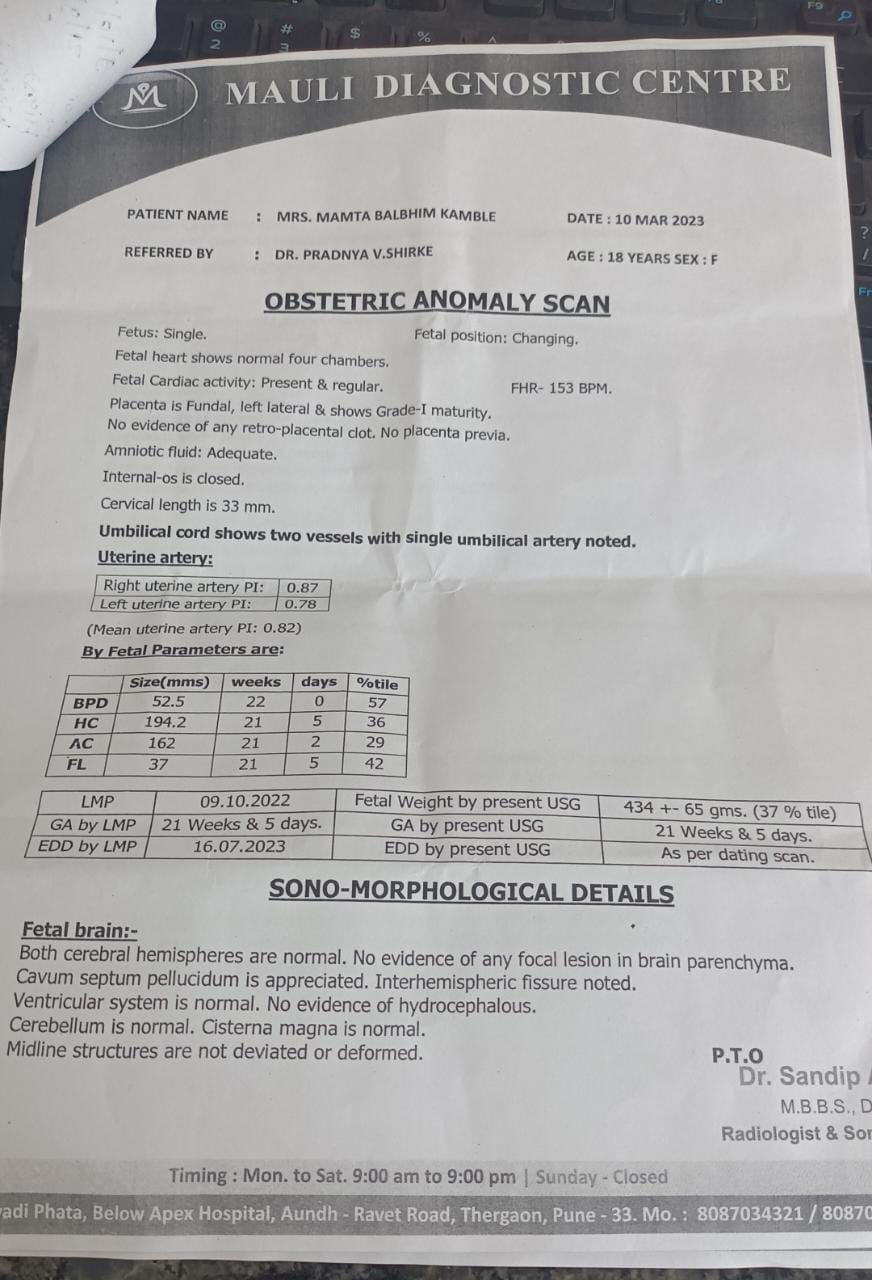 @ # $ % ^ F9
2 3
M
MAULI DIAGNOSTIC CENTRE
PATIENT NAME : MRS. MAMTA BALBHIM KAMBLE DATE : 10 MAR 2023
REFERRED BY : DR. PRADNYA V.SHIRKE AGE : 18 YEARS SEX : F
OBSTETRIC ANOMALY SCAN
Fetus: Single. Fetal position: Changing.
Fetal heart shows normal four chambers.
Fetal Cardiac activity: Present & regular. FHR- 153 BPM.
Placenta is Fundal, left lateral & shows Grade-I maturity.
No evidence of any retro-placental clot. No placenta previa.
Amniotic fluid: Adequate.
Internal-os is closed.
Cervical length is 33 mm.
Umbilical cord shows two vessels with single umbilical artery noted.
Uterine artery:
Right uterine artery PI: 0.87
Left uterine artery PI: 0.78
(Mean uterine artery PI: 0.82)
By Fetal Parameters are:
Size(mms) weeks days %tile
BPD 52.5 22 0 57
HC 194.2 21 5 36
AC 162 21 2 29
FL 37 21 5 42
LMP 09.10.2022 Fetal Weight by present USG 434 +- 65 gms. (37 % tile)
GA by LMP 21 Weeks & 5 days. GA by present USG 21 Weeks & 5 days.
EDD by LMP 16.07.2023 EDD by present USG As per dating scan.
SONO-MORPHOLOGICAL DETAILS
Fetal brain:-
Both cerebral hemispheres are normal. No evidence of any focal lesion in brain parenchyma.
Cavum septum pellucidum is appreciated. Interhemispheric fissure noted.
Ventricular system is normal. No evidence of hydrocephalous.
Cerebellum is normal. Cisterna magna is normal.
Midline structures are not deviated or deformed.
P.T.O
Dr. Sandip
M.B.B.S., D
Radiologist & Son
Timing : Mon. to Sat. 9:00 am to 9:00 pm | Sunday - Closed
adi Phata, Below Apex Hospital, Aundh - Ravet Road, Thergaon, Pune - 33. Mo. : 8087034321 / 80870